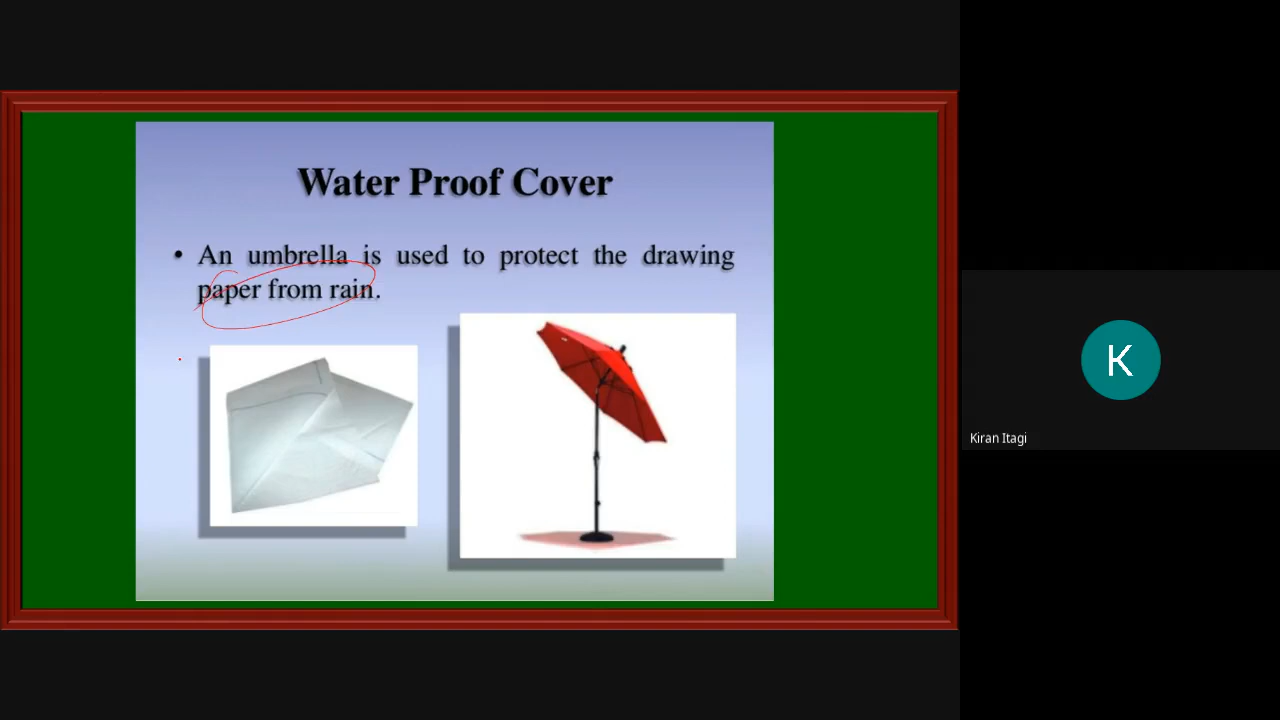 Water Proof Cover
• An umbrella is used to protect the drawing
paper from rain.
K
Kiran Itagi